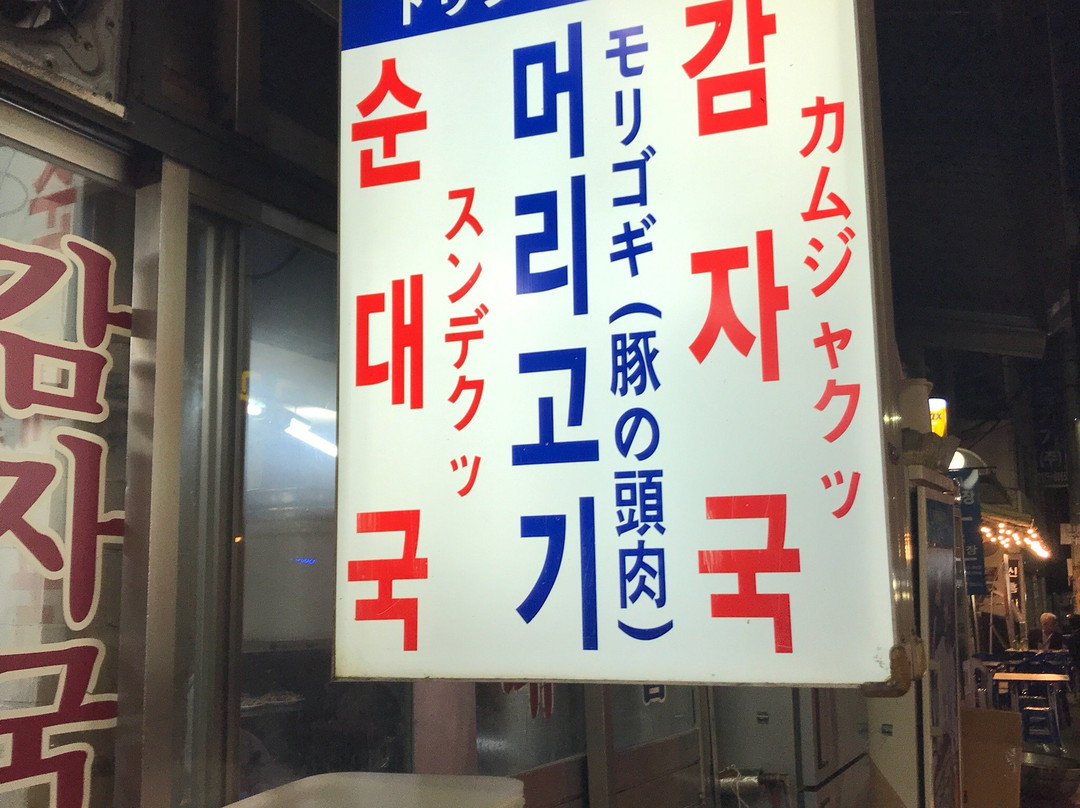 순대국
スンデクッ
머리고기
モリゴギ(豚の頭肉)
감자국
カムジャクッ
감자국